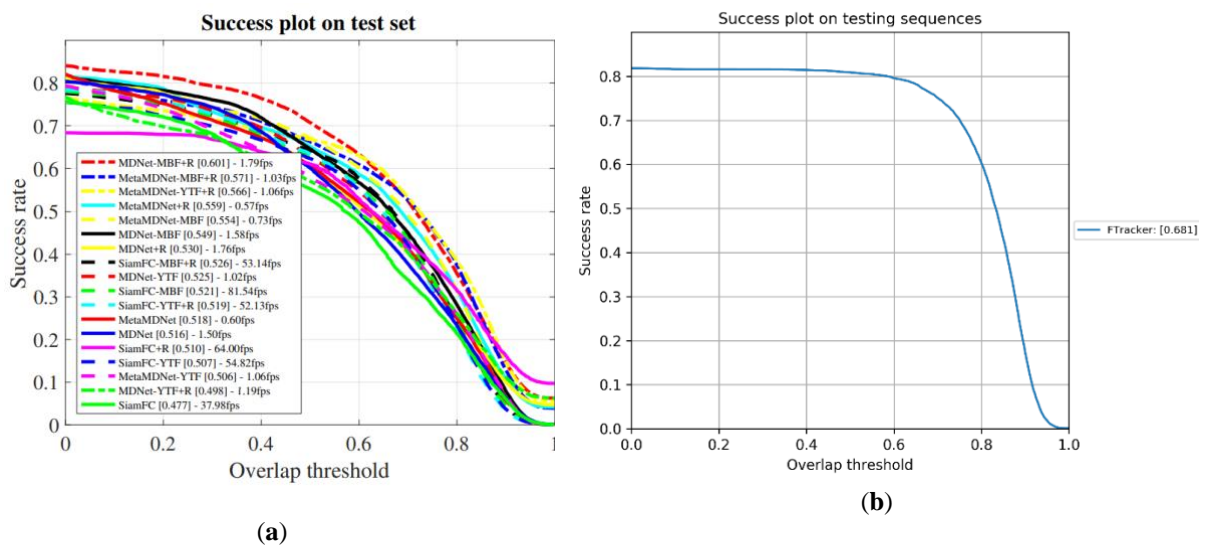 Success plot on test set
Success rate
0.8
0.7
0.6
0.5
0.4
0.3
0.2
0.1
0
MDNet-MBF+R [0.601] - 1.79fps
MetaMDNet-MBF+R [0.571] - 1.03fps
MetaMDNet-YTF+R [0.566] - 1.06fps
MetaMDNet+R [0.559] - 0.57fps
MetaMDNet-MBF [0.554] - 0.73fps
MDNet-MBF [0.549] - 1.58fps
MDNet+R [0.530] - 1.76fps
SiamFC-MBF+R [0.526] - 53.14fps
MDNet-YTF [0.525] - 1.02fps
SiamFC-MBF [0.521] - 81.54fps
SiamFC-YTF+R [0.519] - 52.13fps
MetaMDNet [0.518] - 0.60fps
MDNet [0.516] - 1.50fps
SiamFC+R [0.510] - 64.00fps
SiamFC-YTF [0.507] - 54.82fps
MetaMDNet-YTF [0.506] - 1.06fps
MDNet-YTF+R [0.498] - 1.19fps
SiamFC [0.477] - 37.98fps
0 0.2 0.4 0.6 0.8 1
Overlap threshold
(a)
Success plot on testing sequences
Success rate
0.8
0.7
0.6
0.5
0.4
0.3
0.2
0.1
0.0
0.0 0.2 0.4 0.6 0.8 1.0
Overlap threshold
FTracker: [0.681]
(b)